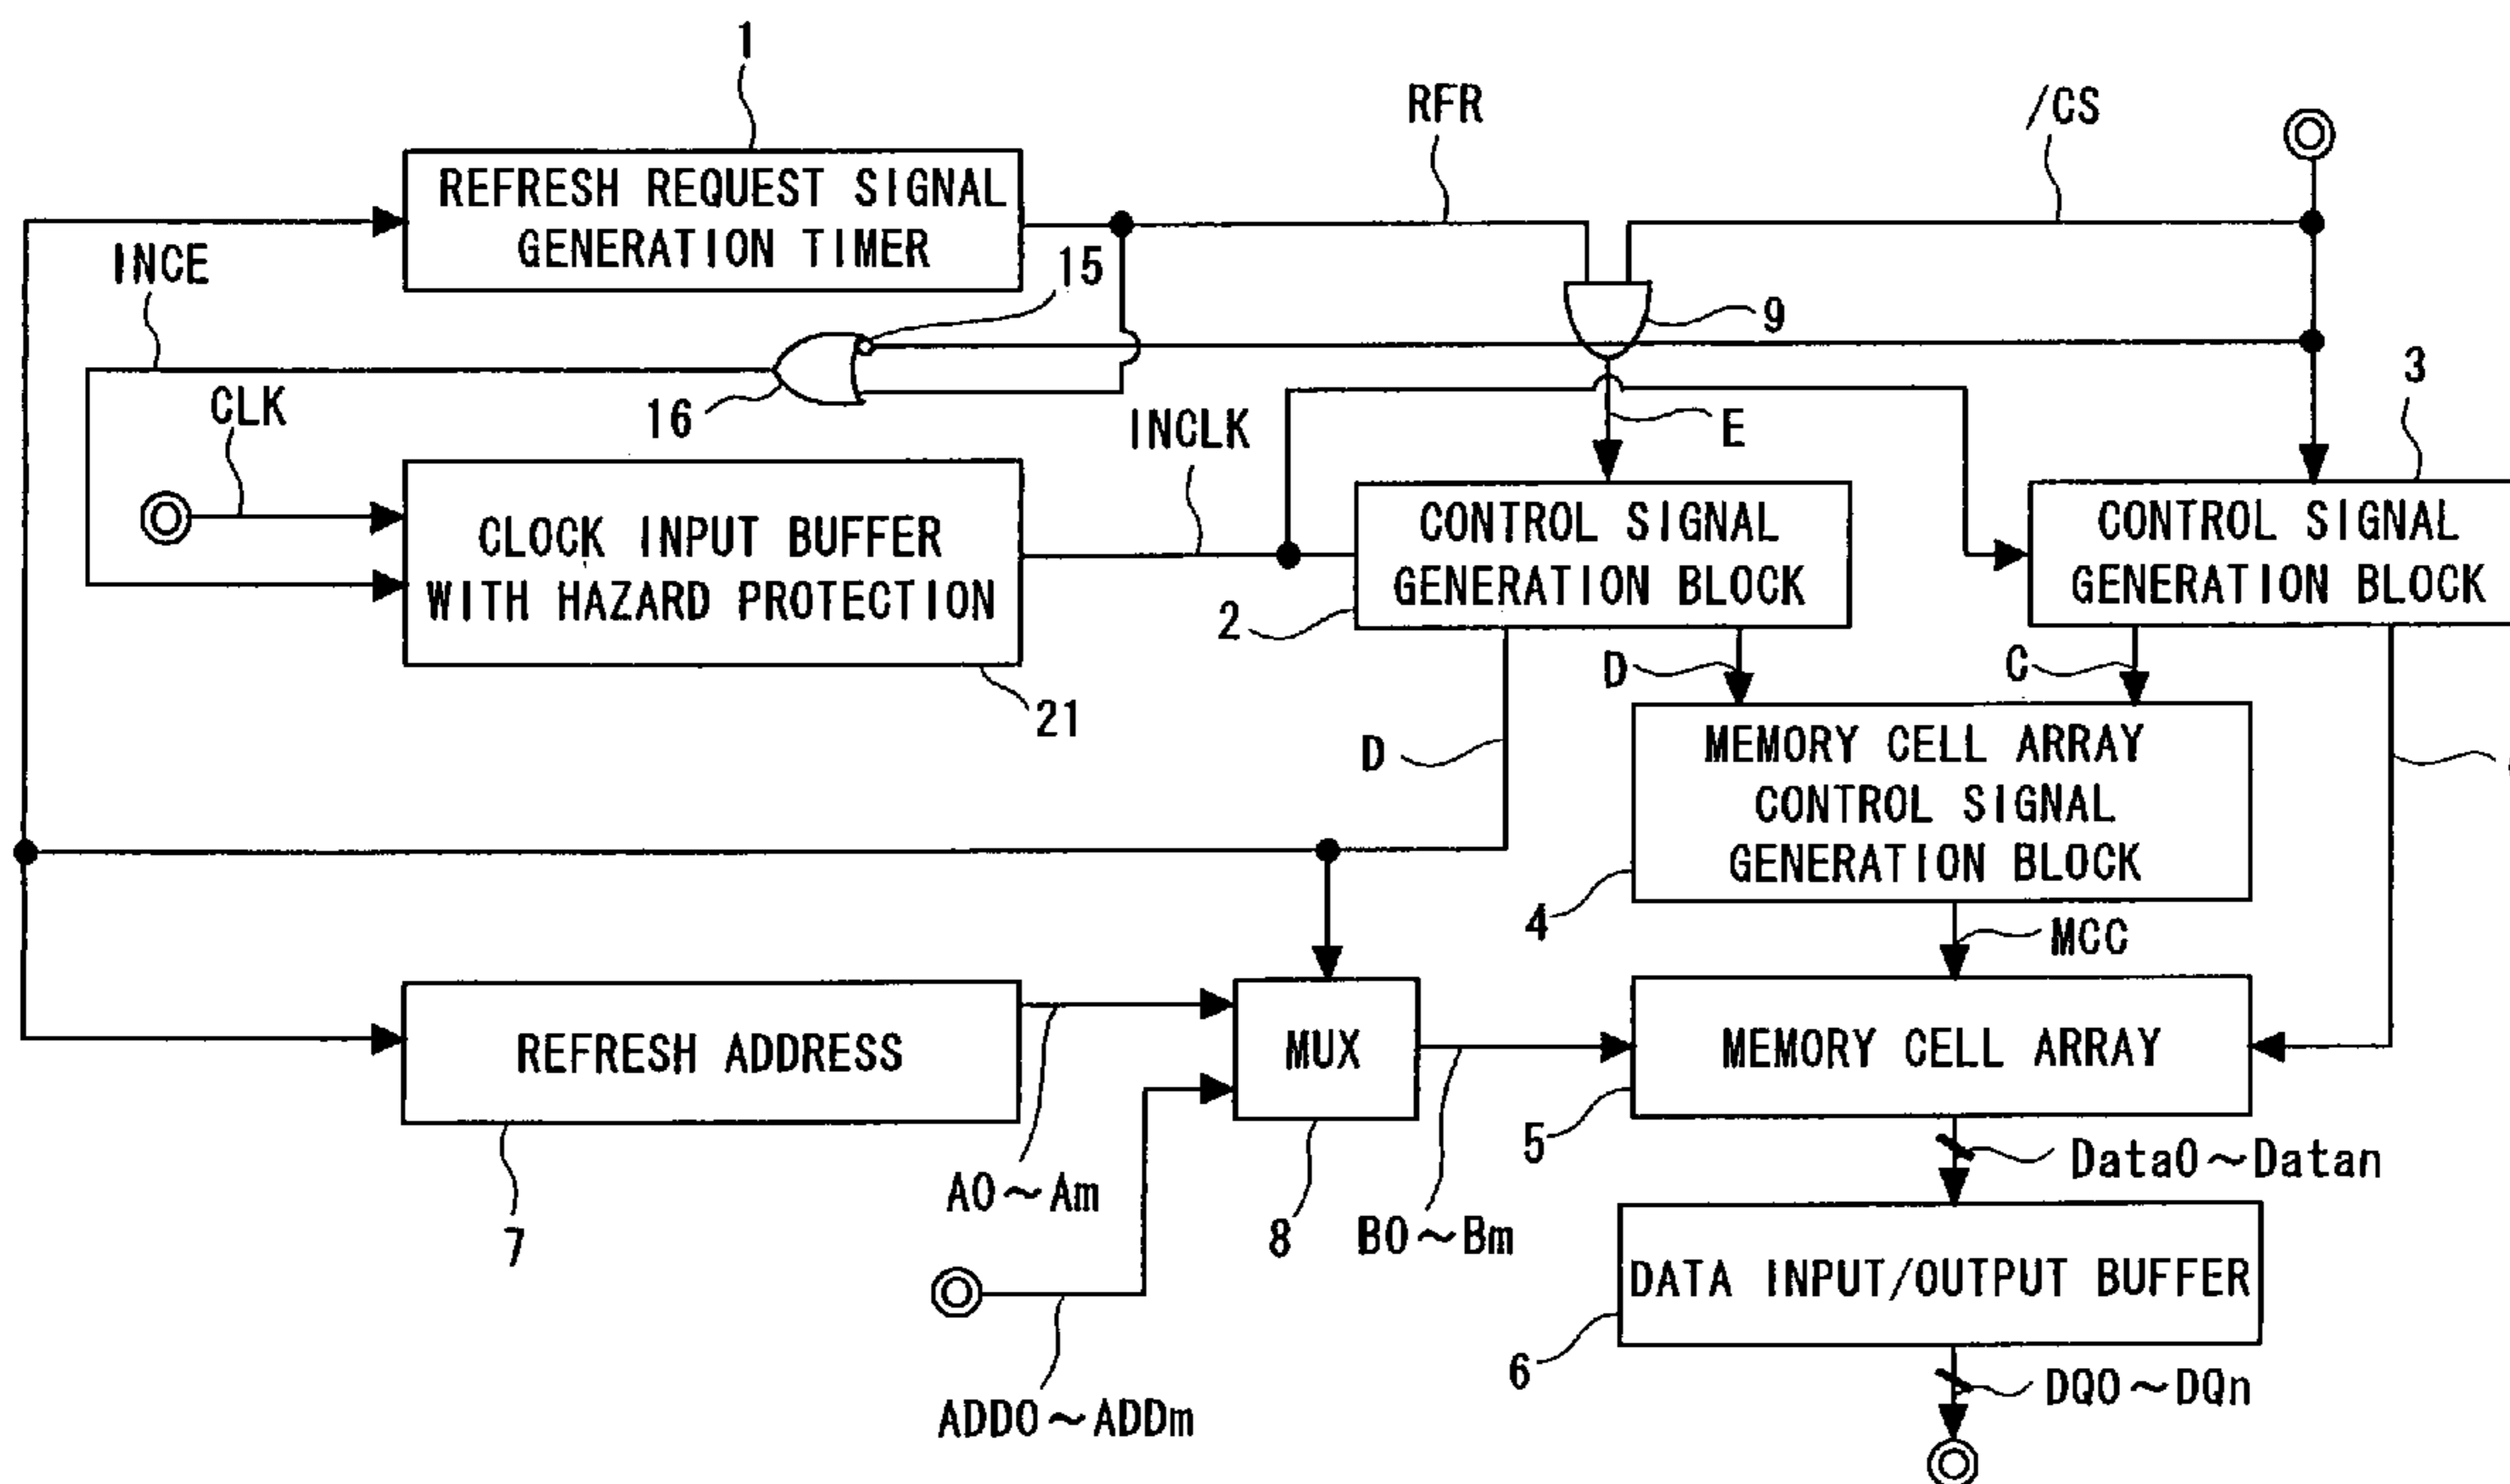 1
RFR
/CS
REFRESH REQUEST SIGNAL
GENERATION TIMER
INCE
15
9
16
CLK
INCLK
E
3
CLOCK INPUT BUFFER
WITH HAZARD PROTECTION
21
CONTROL SIGNAL
GENERATION BLOCK
2
CONTROL SIGNAL
GENERATION BLOCK
D
C
D
MEMORY CELL ARRAY
CONTROL SIGNAL
GENERATION BLOCK
4
MCC
REFRESH ADDRESS
7
MUX
8
MEMORY CELL ARRAY
5
A0~Am
B0~Bm
Data0~Datan
ADD0~ADDm
DATA INPUT/OUTPUT BUFFER
6
DQ0~DQn